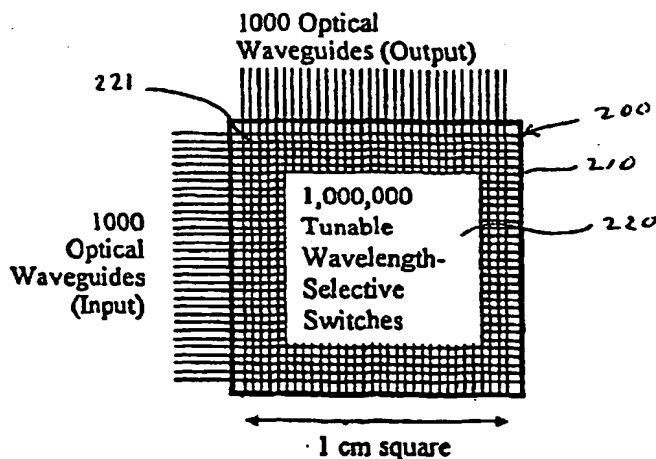 1000 Optical
Waveguides (Output)
221
200
210
1000
Optical
Waveguides
(Input)
1,000,000
Tunable
Wavelength-
Selective
Switches
220
1 cm square